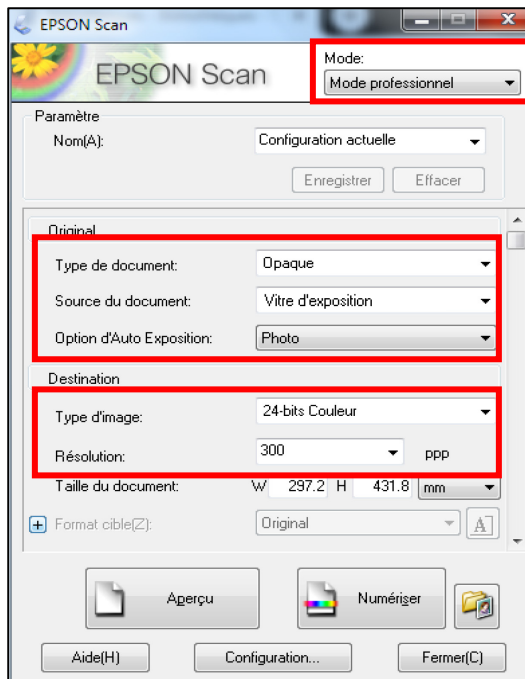 EPSON Scan
EPSON Scan
Mode:
Mode professionnel
Paramètre
Nom(A):
Configuration actuelle
Enregistrer
Effacer
Original
Type de document:
Opaque
Source du document:
Vitre d'exposition
Option d'Auto Exposition:
Photo
Destination
Type d'image:
24-bits Couleur
Résolution:
300
ppp
Taille du document:
W 297.2 H 431.8 mm
Format cible(Z):
Original
A
Aperçu
Numériser
Aide(H)
Configuration...
Fermer(C)